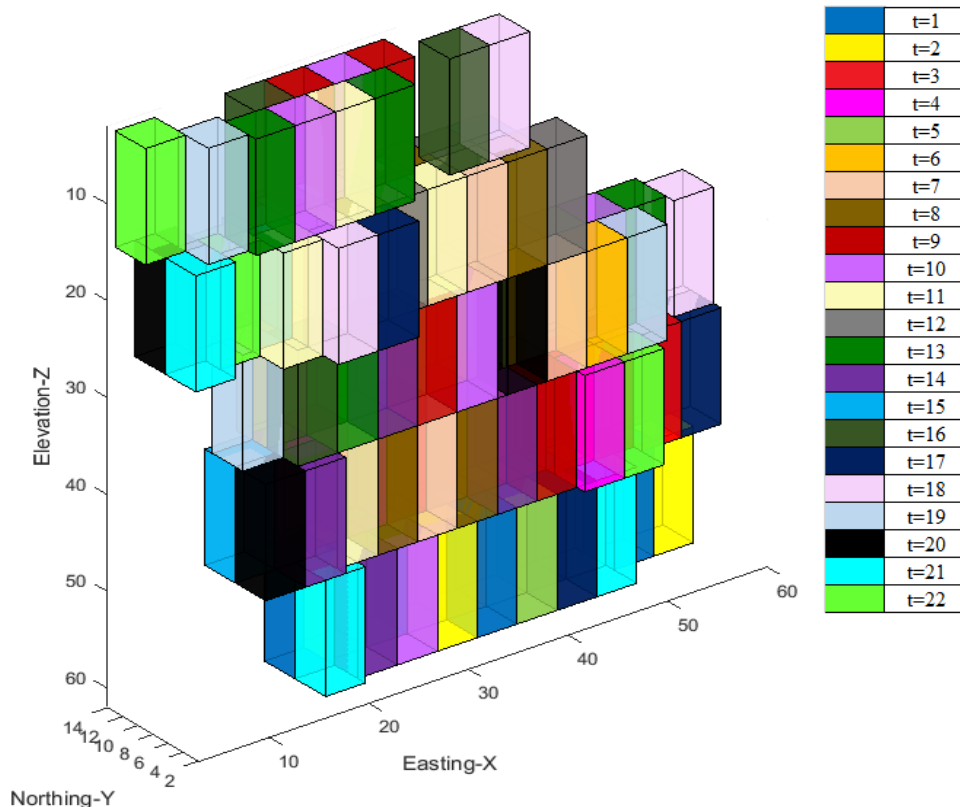 t=1
t=2
t=3
t=4
t=5
t=6
t=7
t=8
t=9
t=10
t=11
t=12
t=13
t=14
t=15
t=16
t=17
t=18
t=19
t=20
t=21
t=22
10
20
30
40
50
60
Elevation-Z
14
12
10
8
6
4
2
Northing-Y
10
20
30
40
50
60
Easting-X